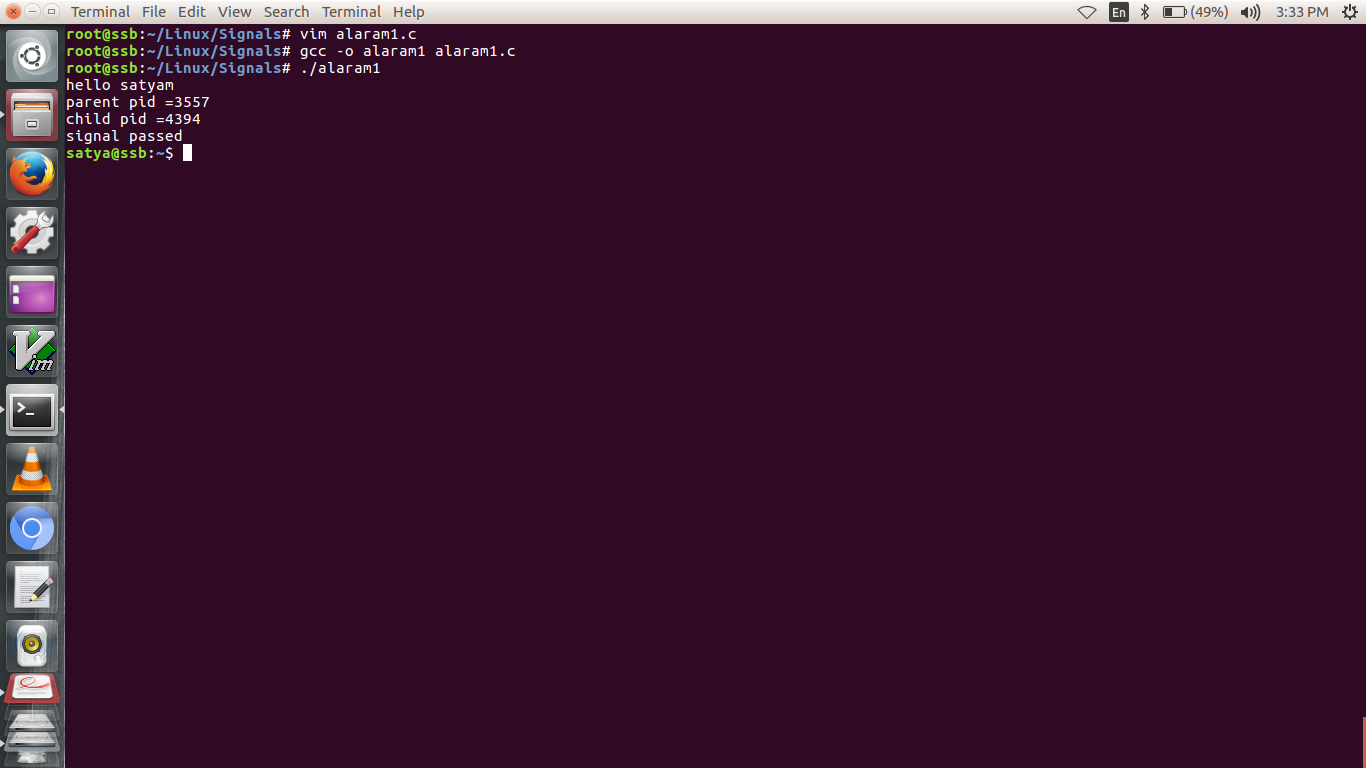 Terminal File Edit View Search Terminal Help En (49%) 3:33 PM
root@ssb:~/Linux/Signals# vim alaram1.c
root@ssb:~/Linux/Signals# gcc -o alaram1 alaram1.c
root@ssb:~/Linux/Signals# ./alaram1
hello satyam
parent pid =3557
child pid =4394
signal passed
satya@ssb:~$
Vim
>_